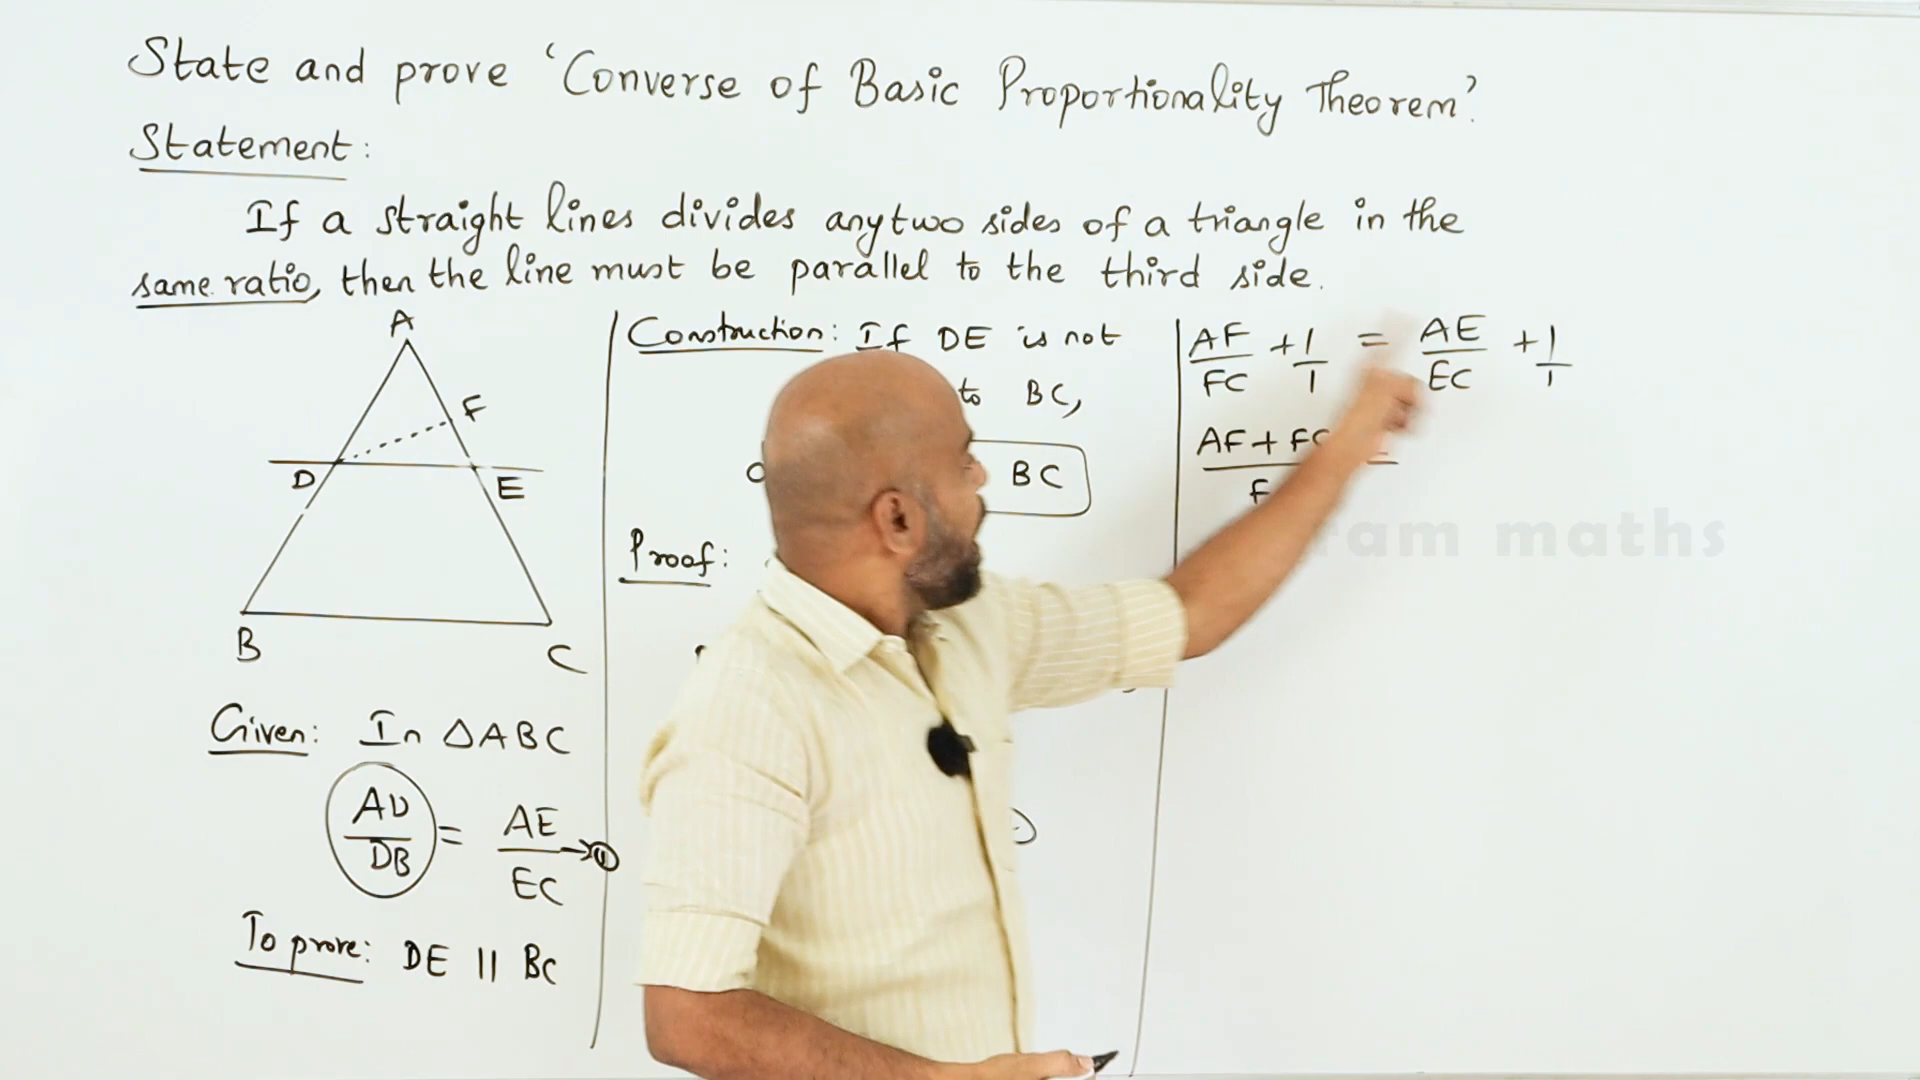 State and prove 'Converse of Basic Proportionality Theorem'.
Statement:
If a straight lines divides any two sides of a triangle in the
same ratio, then the line must be parallel to the third side.
A
F
D
E
B
C
Given: In △ABC
AD/DB = AE/EC → ①
To prove: DE || BC
Construction: If DE is not
to BC,
BC
Proof:
AF/FC + 1/1 = AE/EC + 1/1
AF + FC
F
am maths